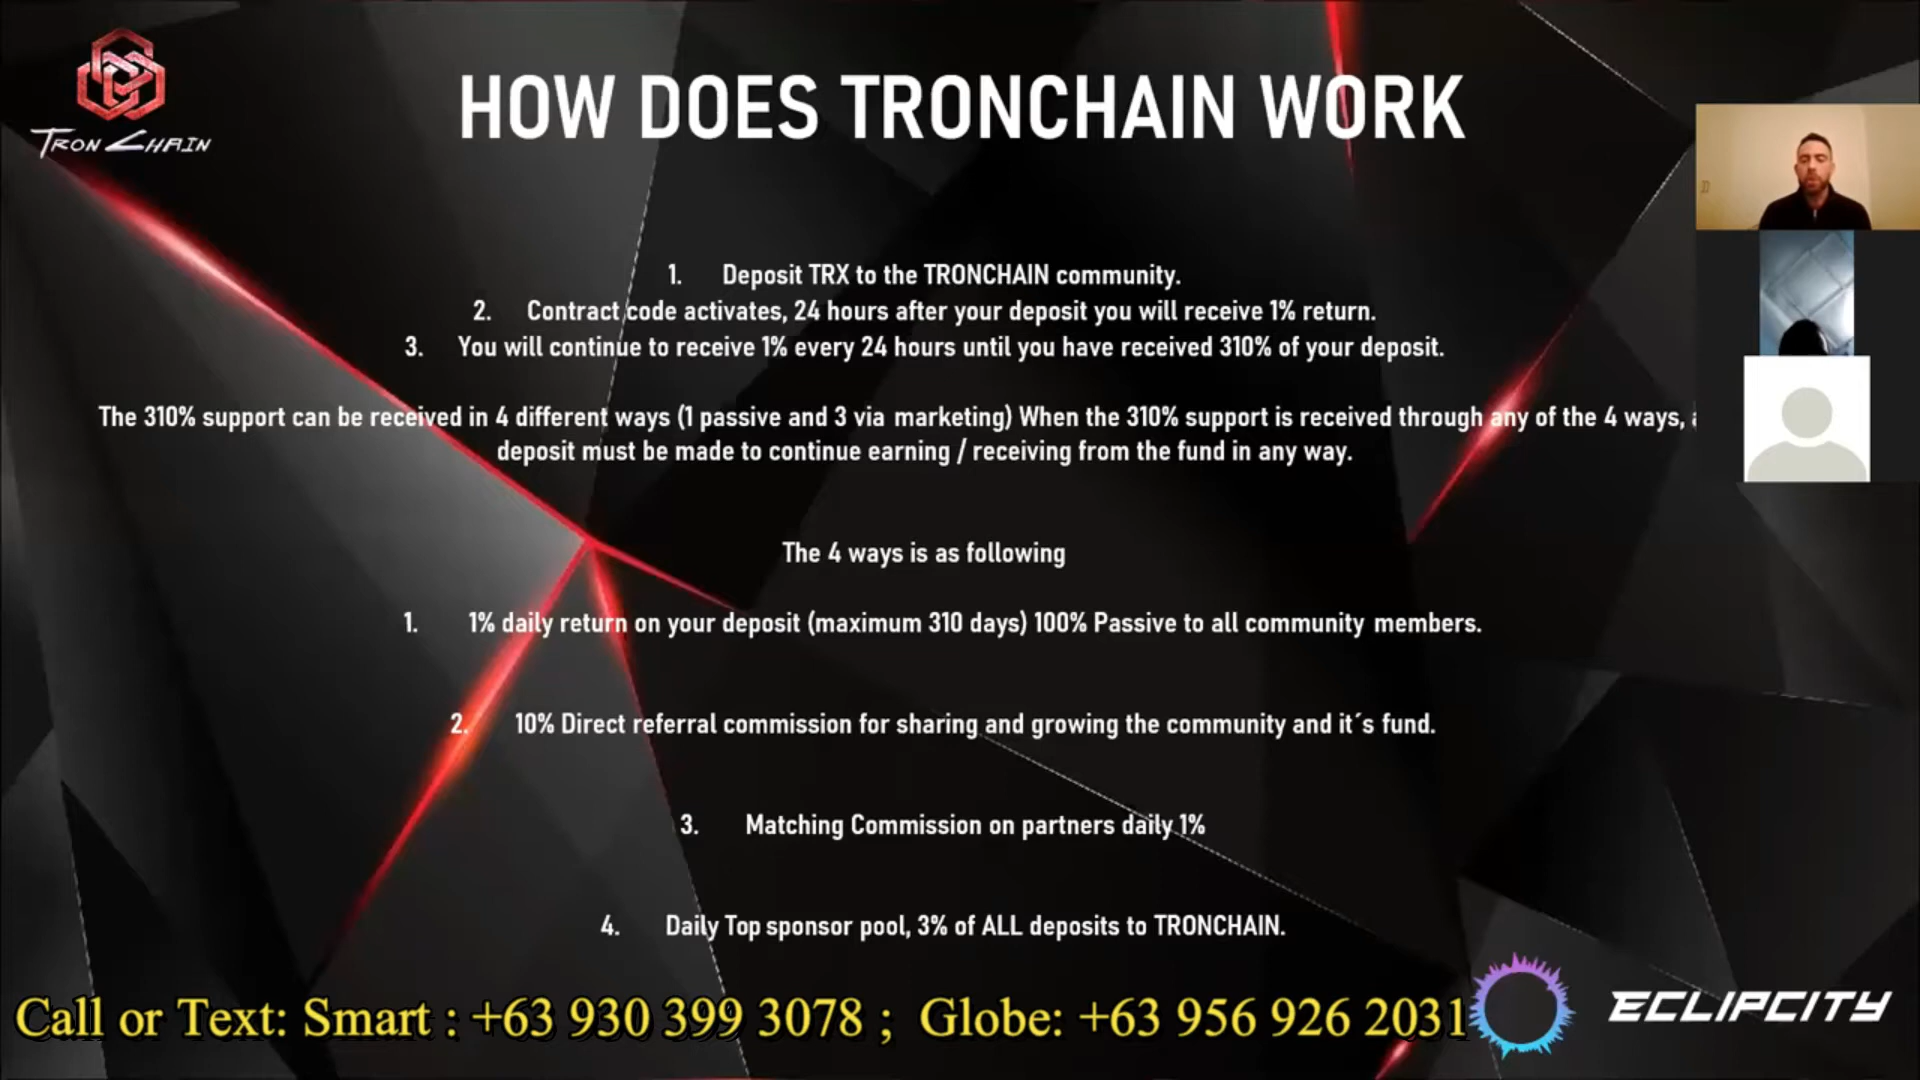 TRON CHAIN
HOW DOES TRONCHAIN WORK
1. Deposit TRX to the TRONCHAIN community.
2. Contract code activates, 24 hours after your deposit you will receive 1% return.
3. You will continue to receive 1% every 24 hours until you have received 310% of your deposit.
The 310% support can be received in 4 different ways (1 passive and 3 via marketing) When the 310% support is received through any of the 4 ways,
deposit must be made to continue earning / receiving from the fund in any way.
The 4 ways is as following
1. 1% daily return on your deposit (maximum 310 days) 100% Passive to all community members.
2. 10% Direct referral commission for sharing and growing the community and it´s fund.
3. Matching Commission on partners daily 1%
4. Daily Top sponsor pool, 3% of ALL deposits to TRONCHAIN.
Call or Text: Smart : +63 930 399 3078 ; Globe: +63 956 926 2031
ECLIPCITY